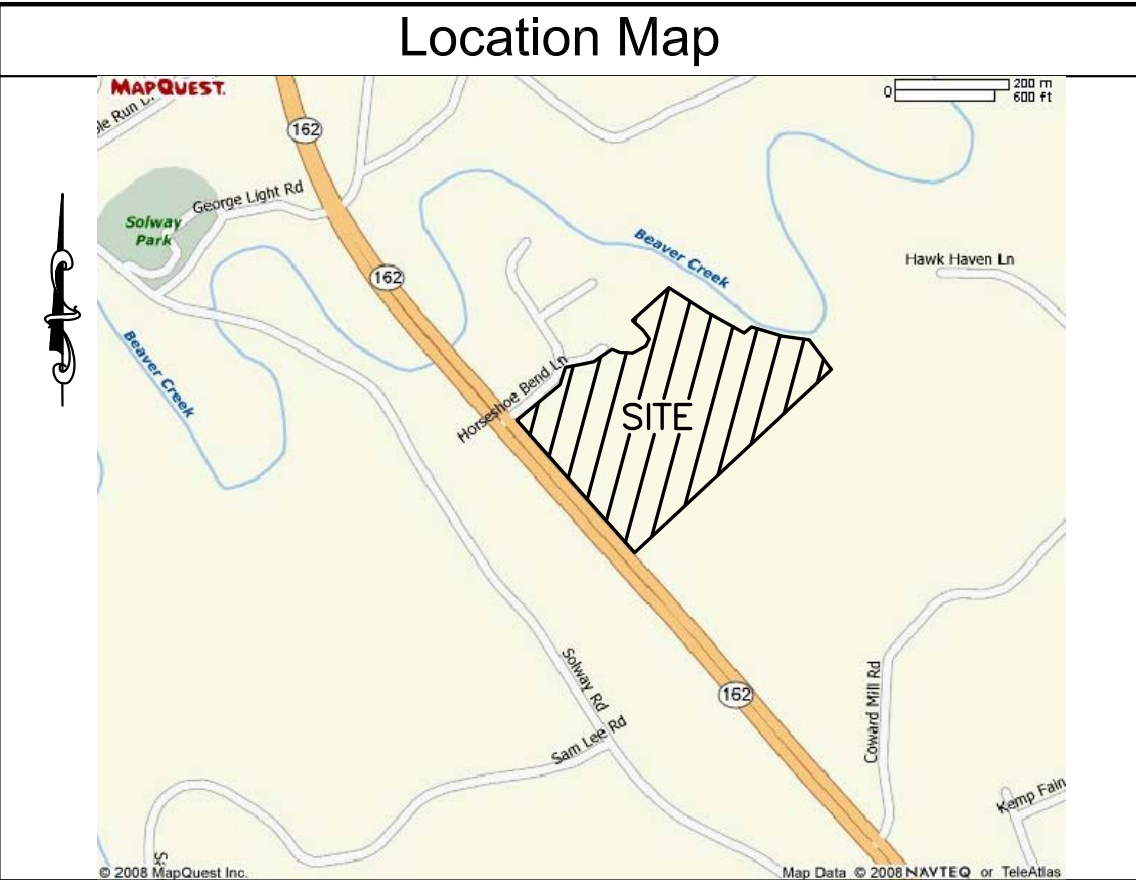 Location Map
MAPQUEST.
0
200 m
600 ft
162
George Light Rd
Solway
Park
162
Beaver Creek
Hawk Haven Ln
Beaver Creek
Horseshoe Bend Ln
SITE
Solway Rd
162
Coward Mill Rd
Sam Lee Rd
Kemp Fain
© 2008 MapQuest Inc.
Map Data © 2008 NAVTEQ or TeleAtlas